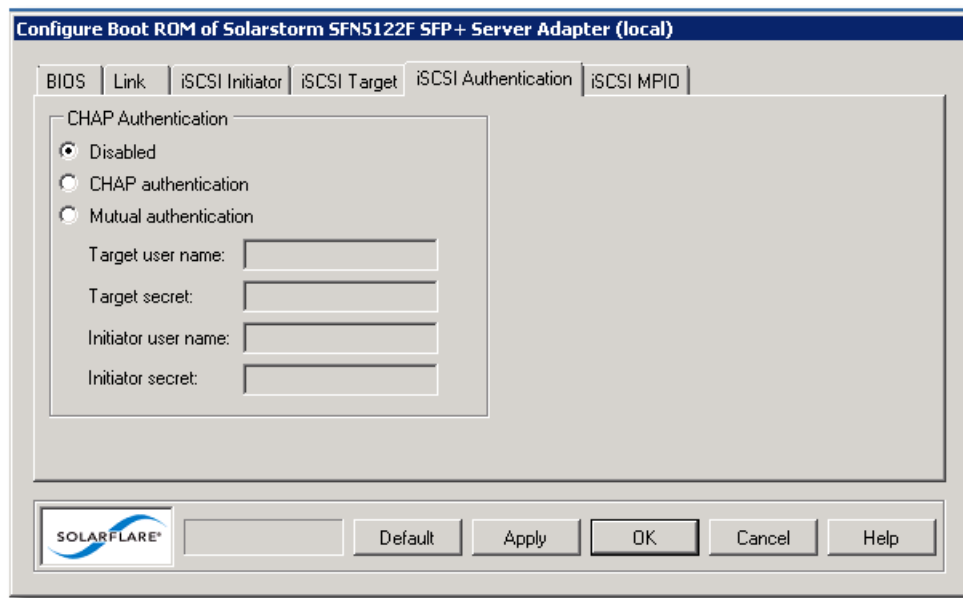 Configure Boot ROM of Solarstorm SFN5122F SFP+ Server Adapter (local)
BIOS Link iSCSI Initiator iSCSI Target iSCSI Authentication iSCSI MPIO
CHAP Authentication
Disabled
CHAP authentication
Mutual authentication
Target user name:
Target secret:
Initiator user name:
Initiator secret:
SOLARFLARE® Default Apply OK Cancel Help